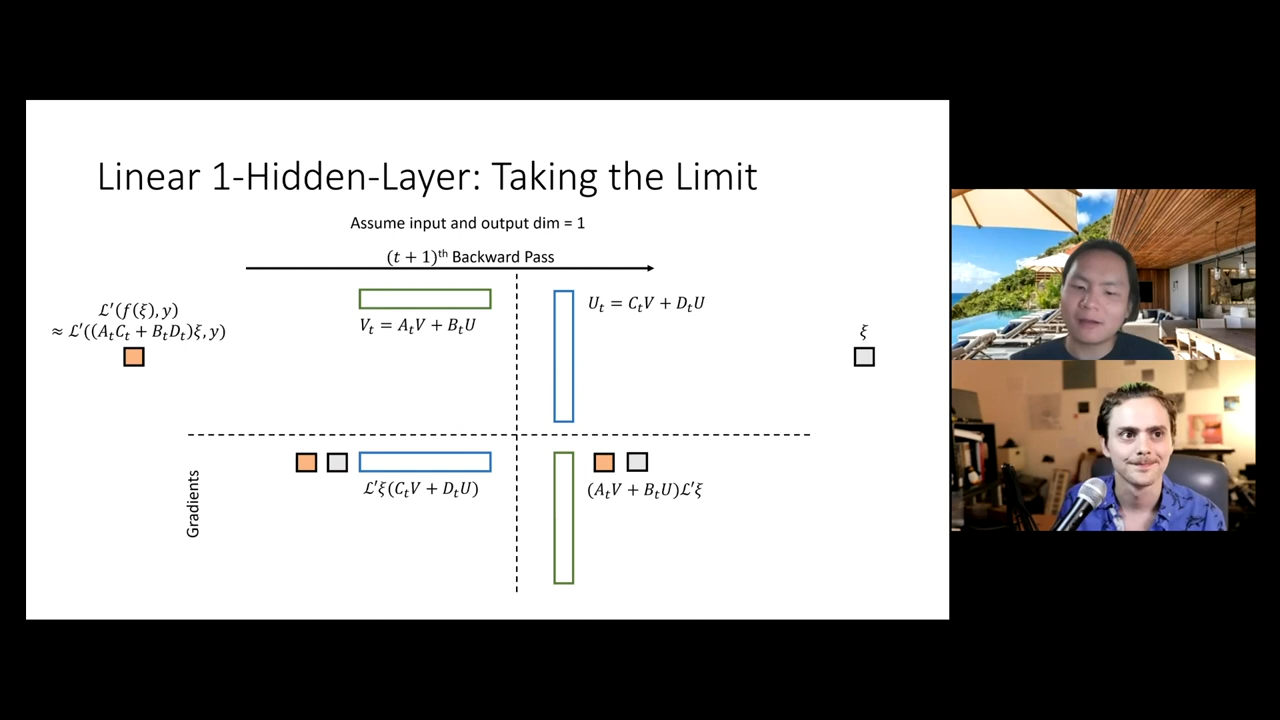 Linear 1-Hidden-Layer: Taking the Limit
Assume input and output dim = 1
(t + 1)ᵗʰ Backward Pass
ℒ′(f(ξ), y)
≈ ℒ′((AₜCₜ + BₜDₜ)ξ, y)
Vₜ = AₜV + BₜU
Uₜ = CₜV + DₜU
ξ
Gradients
ℒ′ξ(CₜV + DₜU)
(AₜV + BₜU)ℒ′ξ